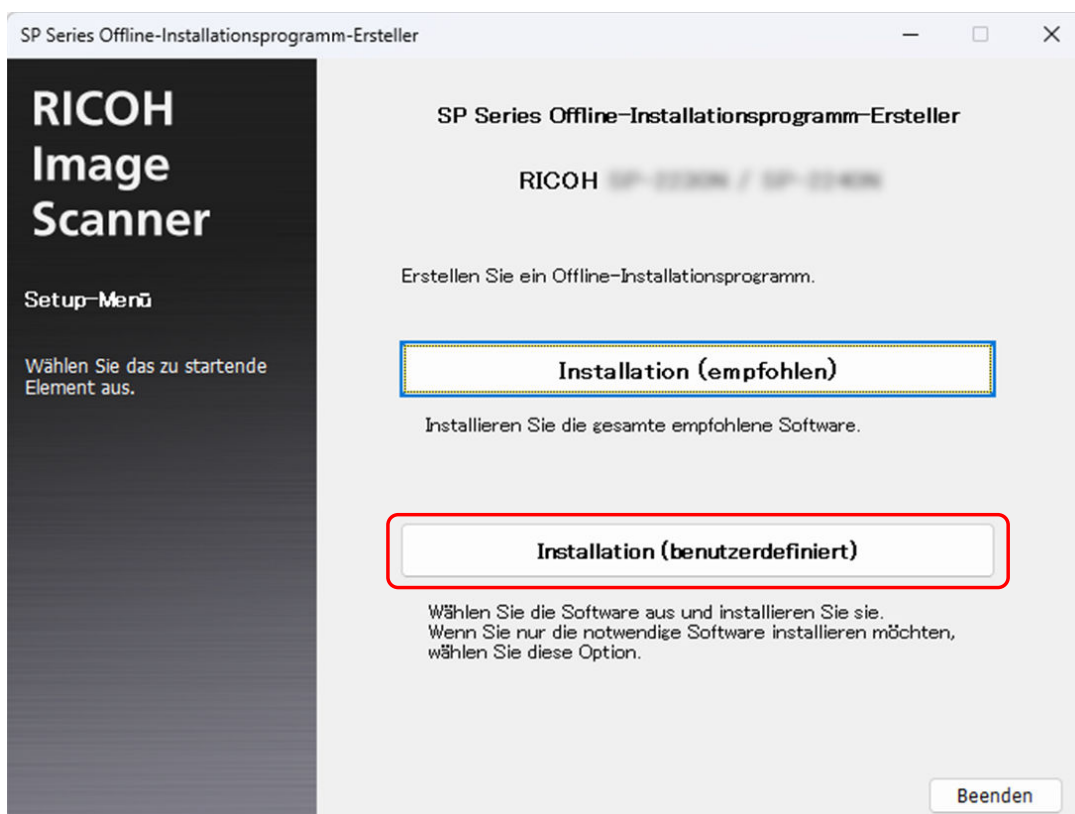 SP Series Offline-Installationsprogramm-Ersteller
RICOH
Image
Scanner
Setup-Menü
Wählen Sie das zu startende
Element aus.
SP Series Offline-Installationsprogramm-Ersteller
RICOH
Erstellen Sie ein Offline-Installationsprogramm.
Installation (empfohlen)
Installieren Sie die gesamte empfohlene Software.
Installation (benutzerdefiniert)
Wählen Sie die Software aus und installieren Sie sie.
Wenn Sie nur die notwendige Software installieren möchten,
wählen Sie diese Option.
Beenden